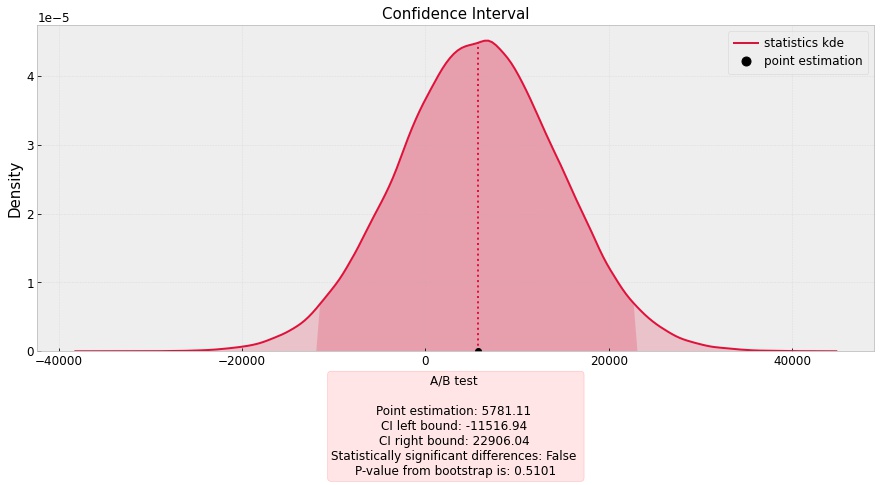 Confidence Interval
1e−5
statistics kde
point estimation
4
3
2
1
0
Density
−40000
−20000
0
20000
40000
A/B test
Point estimation: 5781.11
CI left bound: -11516.94
CI right bound: 22906.04
Statistically significant differences: False
P-value from bootstrap is: 0.5101